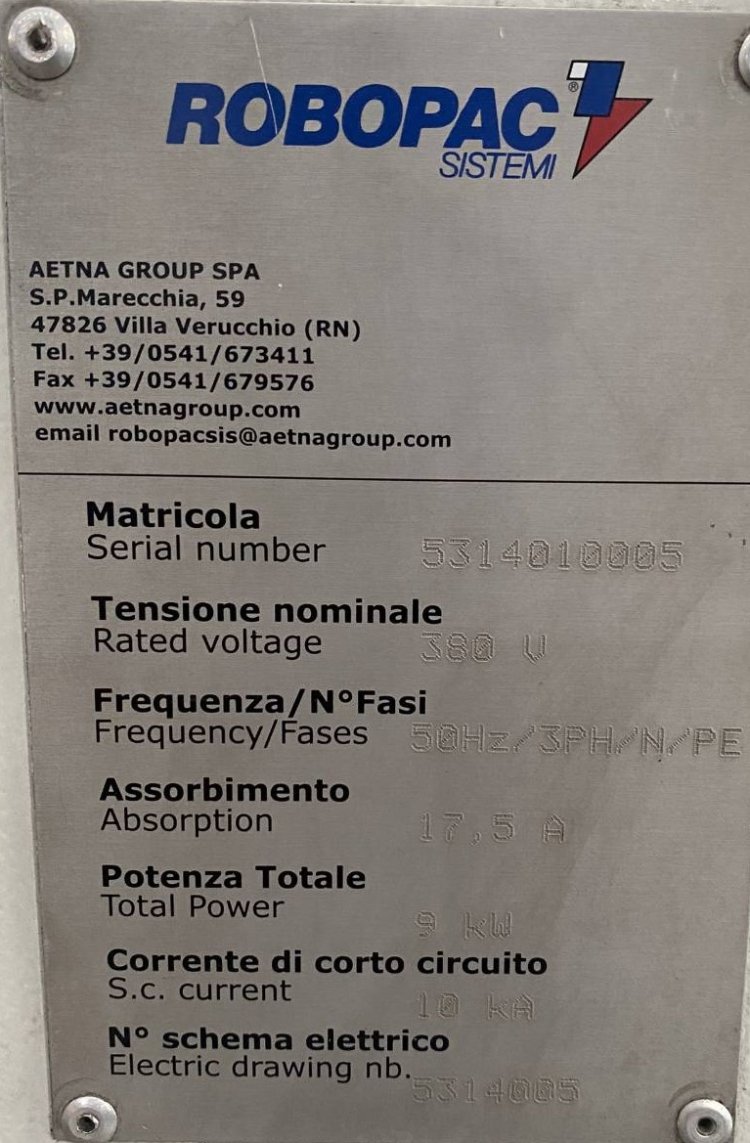 ROBOPAC®
SISTEMI
AETNA GROUP SPA
S.P.Marecchia, 59
47826 Villa Verucchio (RN)
Tel. +39/0541/673411
Fax +39/0541/679576
www.aetnagroup.com
email robopacsis@aetnagroup.com
Matricola
Serial number 5314010005
Tensione nominale
Rated voltage 380 V
Frequenza/N°Fasi
Frequency/Fases 50Hz/3PH/N/PE
Assorbimento
Absorption 17,5 A
Potenza Totale
Total Power 9 kW
Corrente di corto circuito
S.c. current 10 kA
N° schema elettrico
Electric drawing nb. 5314005